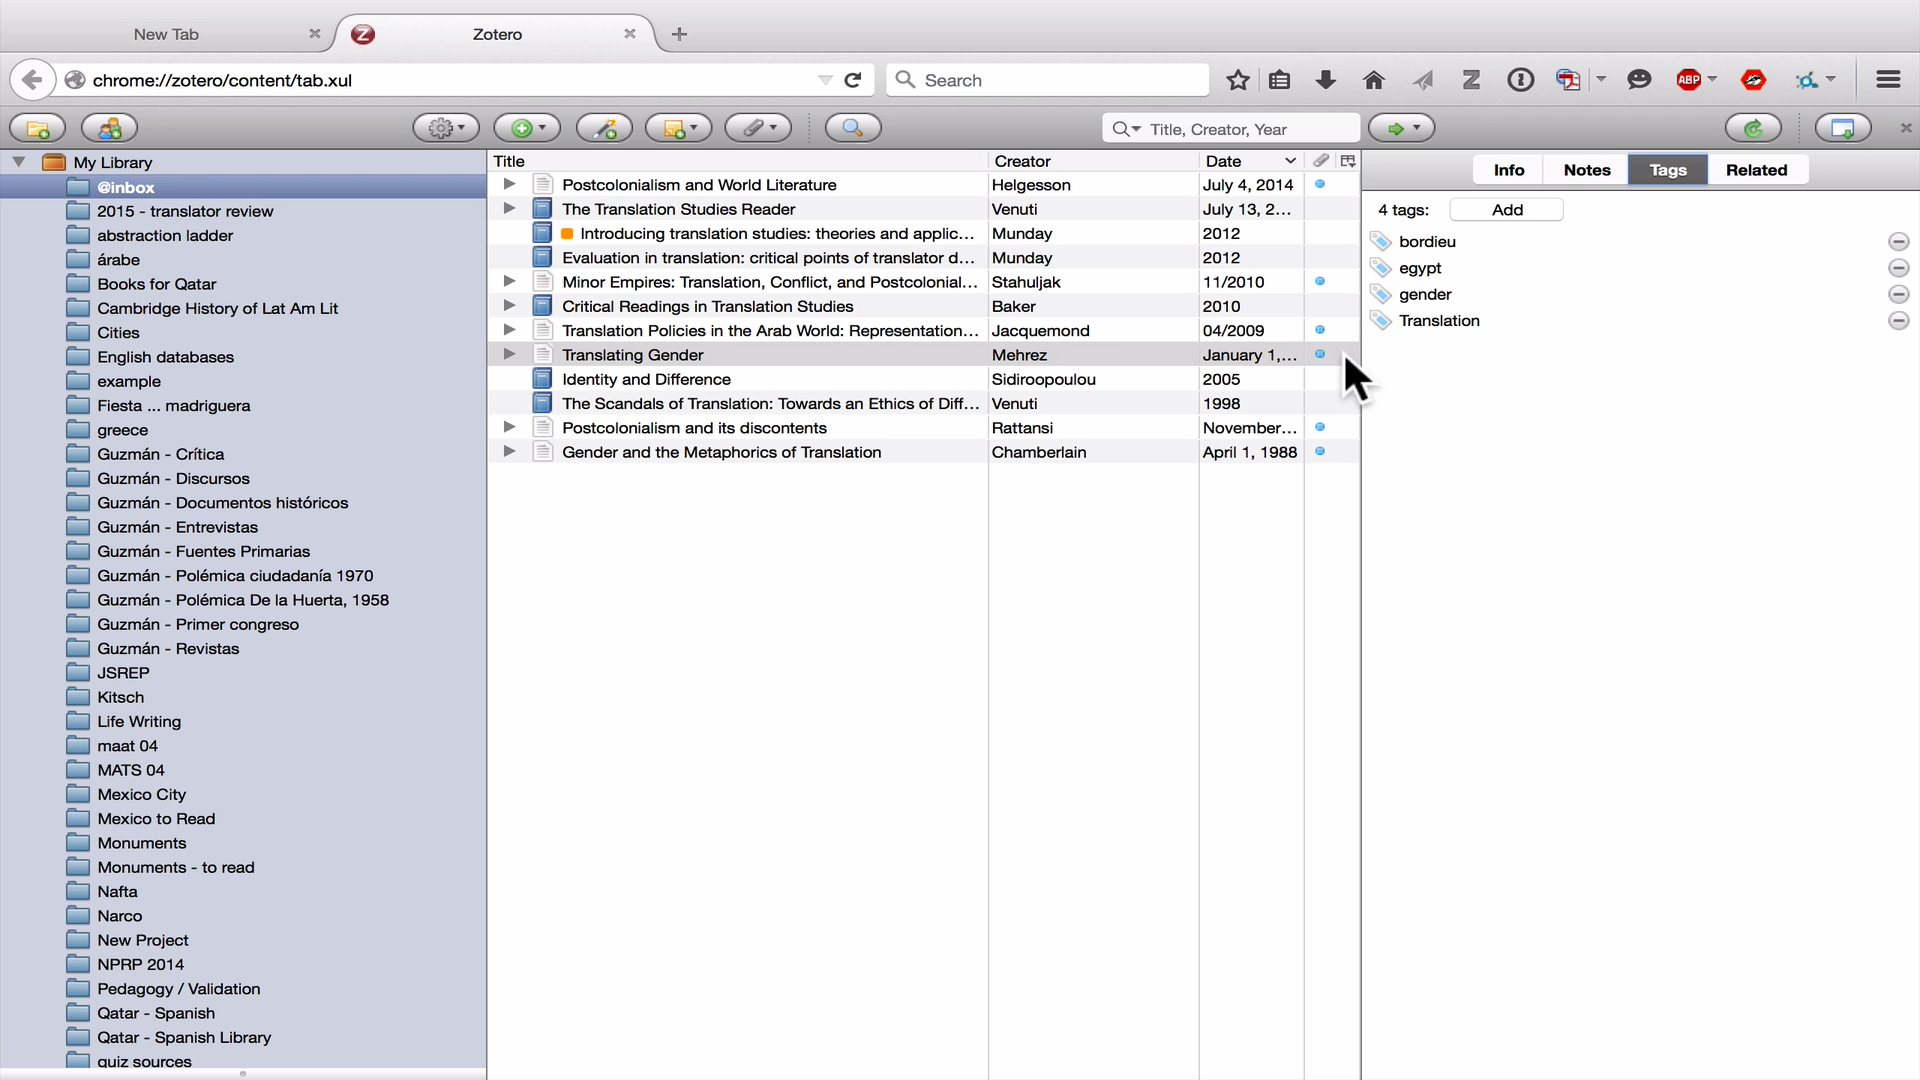 New Tab
Zotero
chrome://zotero/content/tab.xul
Search
ABP
Title, Creator, Year
My Library
@inbox
2015 - translator review
abstraction ladder
árabe
Books for Qatar
Cambridge History of Lat Am Lit
Cities
English databases
example
Fiesta ... madriguera
greece
Guzmán - Crítica
Guzmán - Discursos
Guzmán - Documentos históricos
Guzmán - Entrevistas
Guzmán - Fuentes Primarias
Guzmán - Polémica ciudadanía 1970
Guzmán - Polémica De la Huerta, 1958
Guzmán - Primer congreso
Guzmán - Revistas
JSREP
Kitsch
Life Writing
maat 04
MATS 04
Mexico City
Mexico to Read
Monuments
Monuments - to read
Nafta
Narco
New Project
NPRP 2014
Pedagogy / Validation
Qatar - Spanish
Qatar - Spanish Library
quiz sources
Title Creator Date
Postcolonialism and World Literature Helgesson July 4, 2014
The Translation Studies Reader Venuti July 13, 2...
Introducing translation studies: theories and applic... Munday 2012
Evaluation in translation: critical points of translator d... Munday 2012
Minor Empires: Translation, Conflict, and Postcolonial... Stahuljak 11/2010
Critical Readings in Translation Studies Baker 2010
Translation Policies in the Arab World: Representation... Jacquemond 04/2009
Translating Gender Mehrez January 1,...
Identity and Difference Sidiroopoulou 2005
The Scandals of Translation: Towards an Ethics of Diff... Venuti 1998
Postcolonialism and its discontents Rattansi November...
Gender and the Metaphorics of Translation Chamberlain April 1, 1988
Info Notes Tags Related
4 tags: Add
bordieu
egypt
gender
Translation